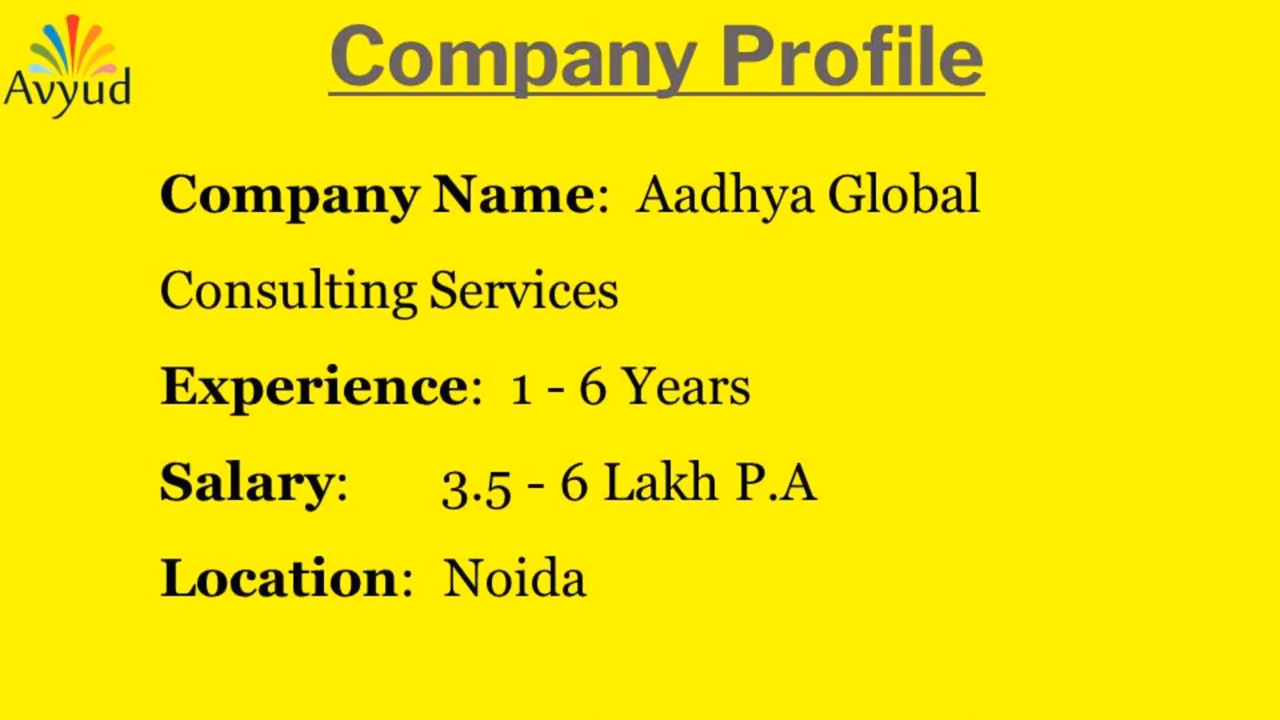 Avyud
Company Profile
Company Name: Aadhya Global
Consulting Services
Experience: 1 - 6 Years
Salary: 3.5 - 6 Lakh P.A
Location: Noida